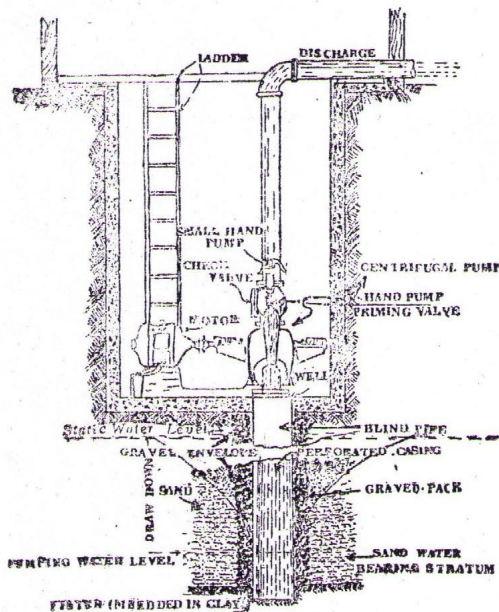 LADDER
DISCHARGE
SMALL HAND
PUMP
CHECK
VALVE
CENTRIFUGAL PUMP
HAND PUMP
PRIMING VALVE
MOTOR
WELL
Static Water Level
BLIND PIPE
GRAVEL ENVELOPE
PERFORATED CASING
SAND
GRAVEL PACK
DRAW DOWN
PUMPING WATER LEVEL
SAND WATER
BEARING STRATUM
(IMBEDDED IN CLAY)